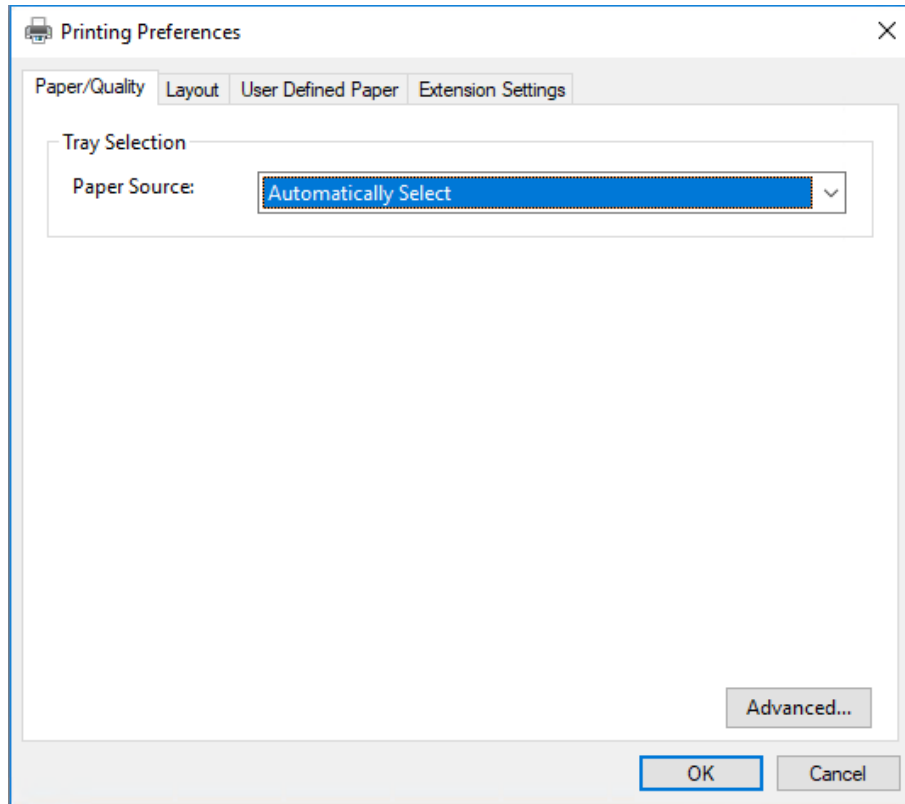 Printing Preferences
Paper/Quality Layout User Defined Paper Extension Settings
Tray Selection
Paper Source: Automatically Select
Advanced...
OK Cancel